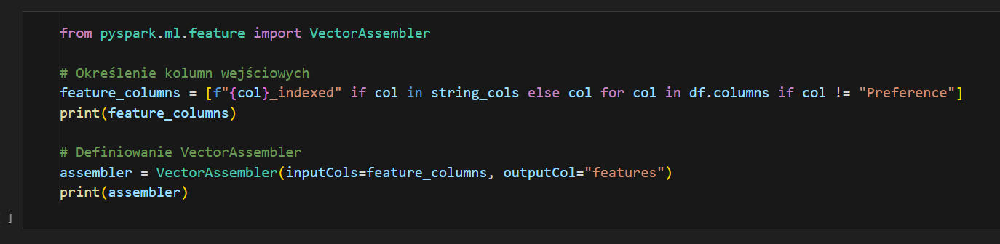 from pyspark.ml.feature import VectorAssembler
# Określenie kolumn wejściowych
feature_columns = [f"{col}_indexed" if col in string_cols else col for col in df.columns if col != "Preference"]
print(feature_columns)
# Definiowanie VectorAssembler
assembler = VectorAssembler(inputCols=feature_columns, outputCol="features")
print(assembler)
]